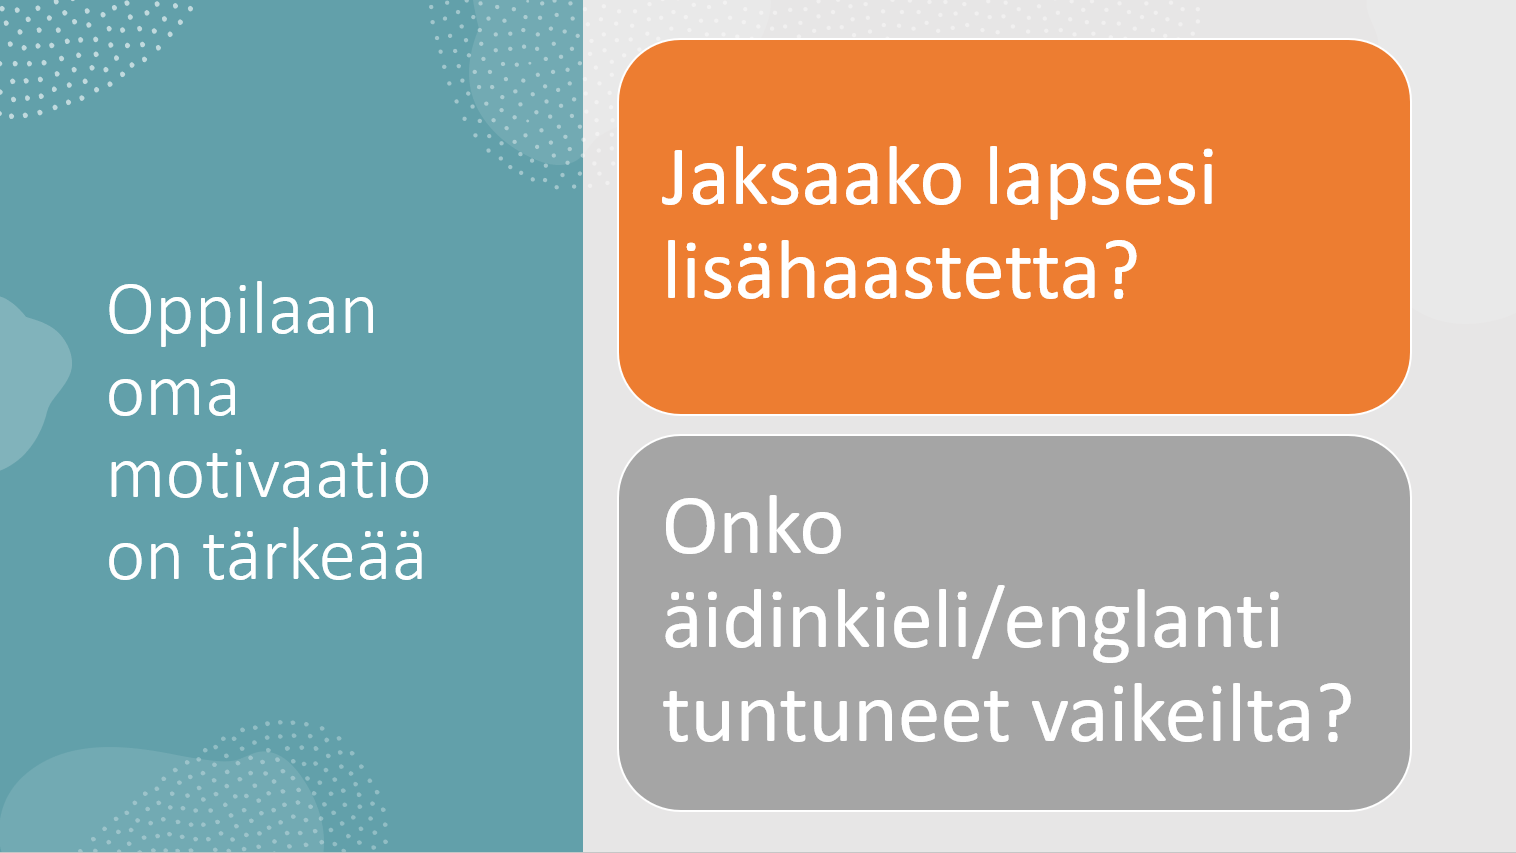 Oppilaan
oma
motivaatio
on tärkeää
Jaksaako lapsesi
lisähaastetta?
Onko
äidinkieli/englanti
tuntuneet vaikeilta?